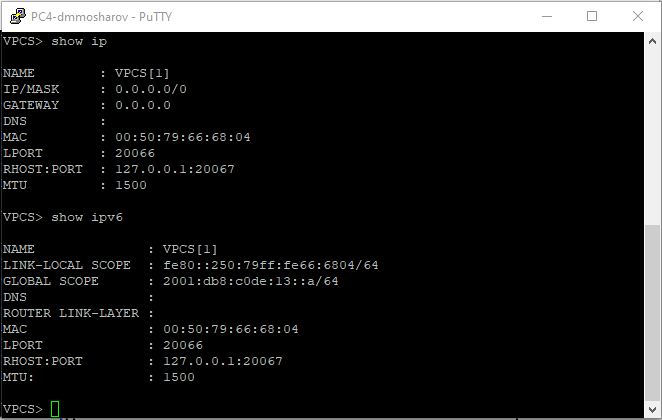 PC4-dmmosharov - PuTTY
VPCS> show ip
NAME : VPCS[1]
IP/MASK : 0.0.0.0/0
GATEWAY : 0.0.0.0
DNS :
MAC : 00:50:79:66:68:04
LPORT : 20066
RHOST:PORT : 127.0.0.1:20067
MTU : 1500
VPCS> show ipv6
NAME : VPCS[1]
LINK-LOCAL SCOPE : fe80::250:79ff:fe66:6804/64
GLOBAL SCOPE : 2001:db8:c0de:13::a/64
DNS :
ROUTER LINK-LAYER :
MAC : 00:50:79:66:68:04
LPORT : 20066
RHOST:PORT : 127.0.0.1:20067
MTU: : 1500
VPCS>